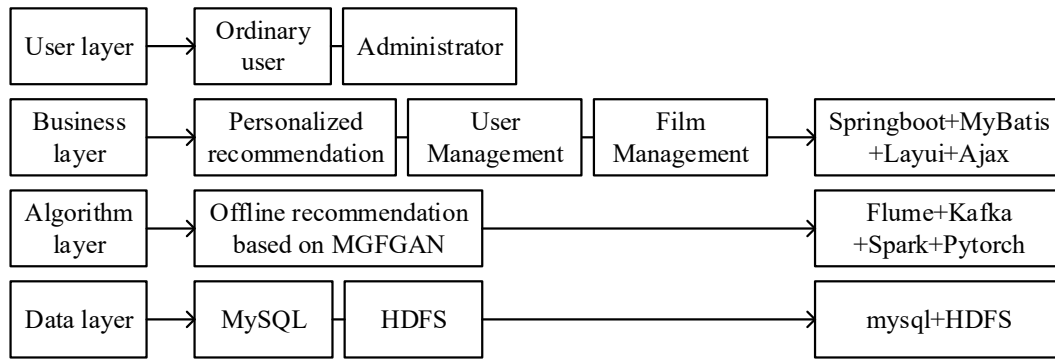 User layer
Ordinary
user
Administrator
Business
layer
Personalized
recommendation
User
Management
Film
Management
Springboot+MyBatis
+Layui+Ajax
Algorithm
layer
Offline recommendation
based on MGFGAN
Flume+Kafka
+Spark+Pytorch
Data layer
MySQL
HDFS
mysql+HDFS